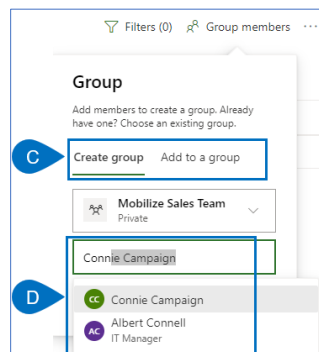 Filters (0) Group members ...
Group
Add members to create a group. Already
have one? Choose an existing group.
C
Create group Add to a group
Mobilize Sales Team
Private
Connie Campaign
D
CC Connie Campaign
AC Albert Connell
IT Manager